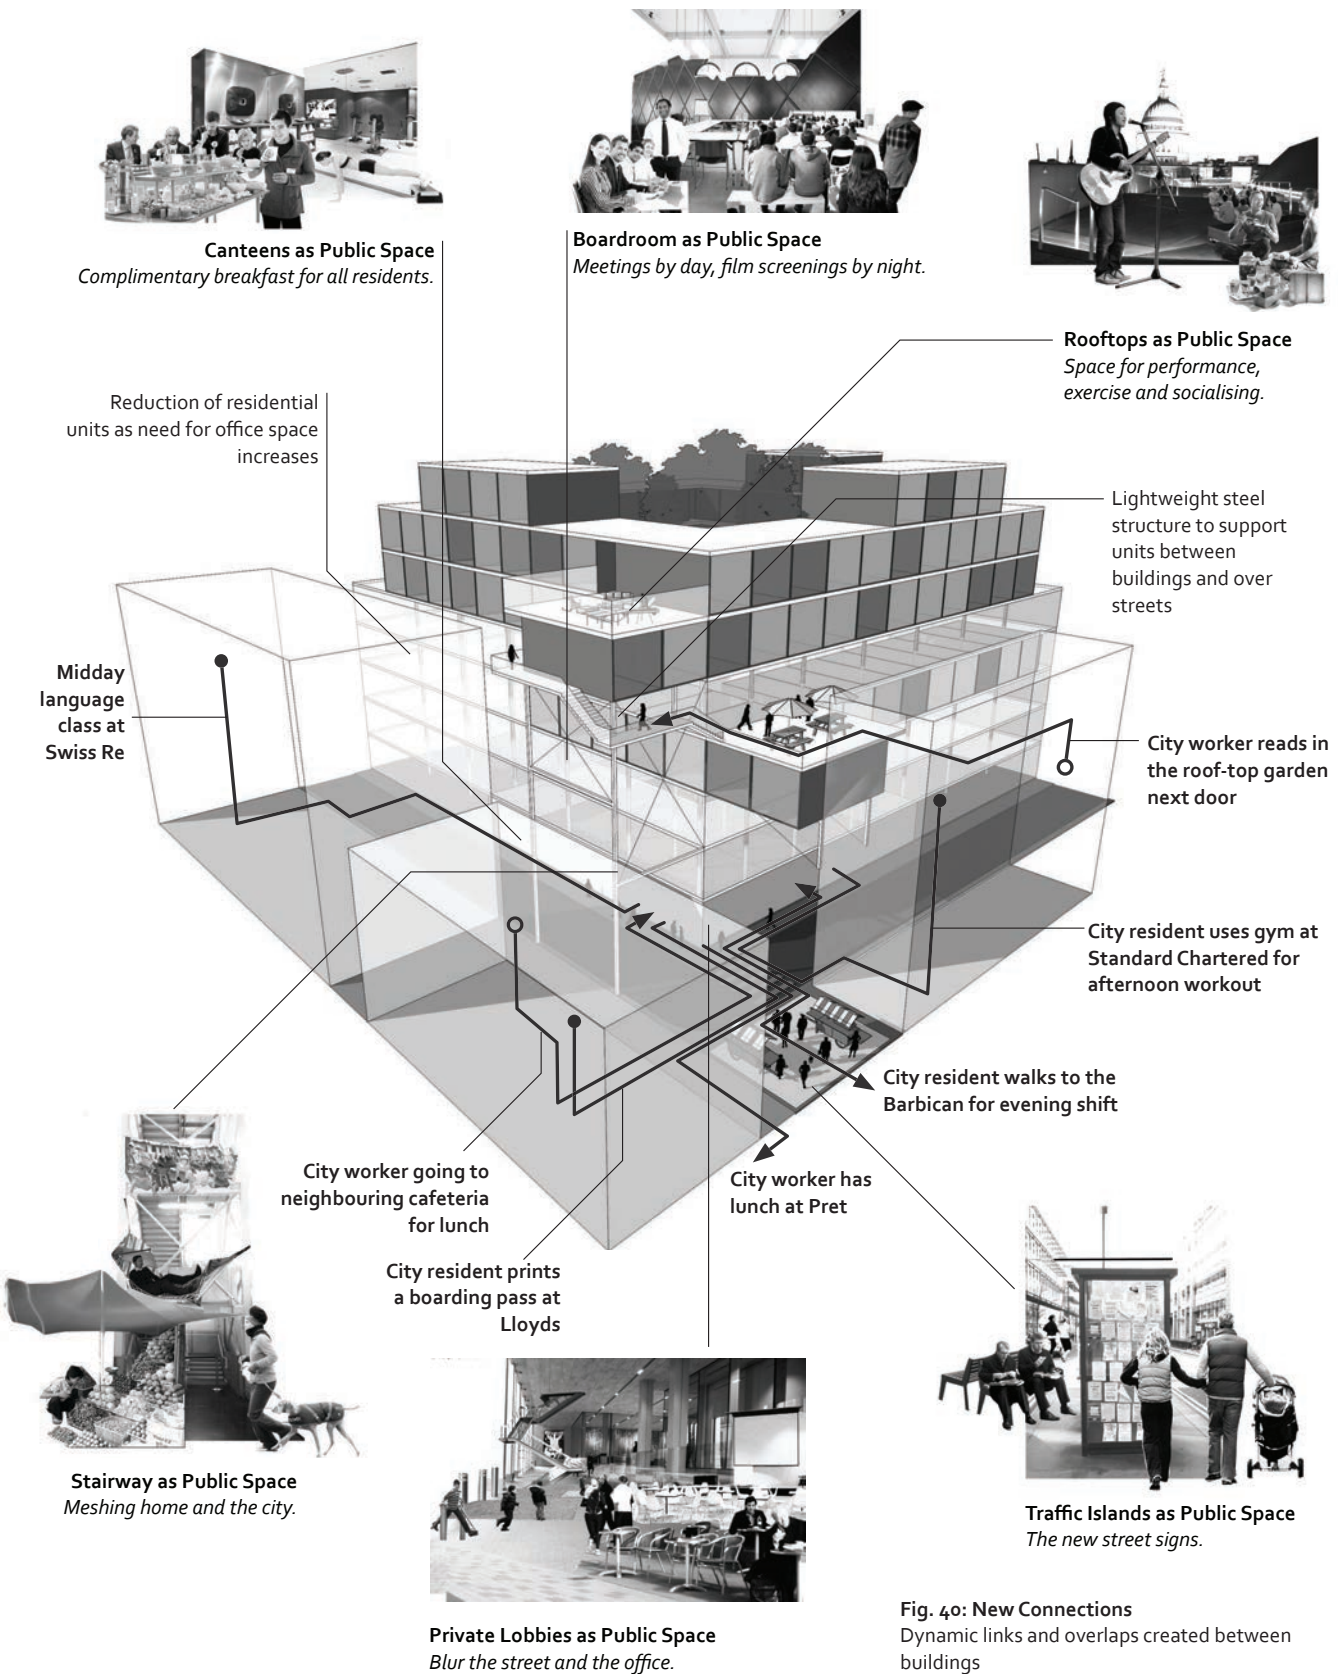 Canteens as Public Space
Complimentary breakfast for all residents.
Boardroom as Public Space
Meetings by day, film screenings by night.
Rooftops as Public Space
Space for performance,
exercise and socialising.
Reduction of residential
units as need for office space
increases
Lightweight steel
structure to support
units between
buildings and over
streets
Midday
language
class at
Swiss Re
City worker reads in
the roof-top garden
next door
City resident uses gym at
Standard Chartered for
afternoon workout
City resident walks to the
Barbican for evening shift
City worker has
lunch at Pret
City worker going to
neighbouring cafeteria
for lunch
City resident prints
a boarding pass at
Lloyds
Stairway as Public Space
Meshing home and the city.
Private Lobbies as Public Space
Blur the street and the office.
Traffic Islands as Public Space
The new street signs.
Fig. 40: New Connections
Dynamic links and overlaps created between
buildings